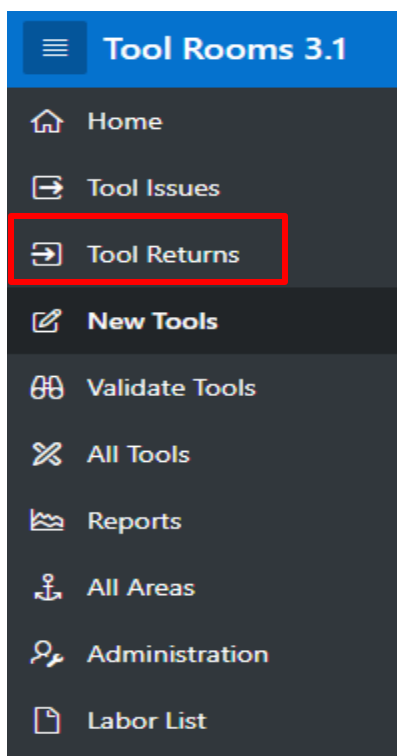 Tool Rooms 3.1
Home
Tool Issues
Tool Returns
New Tools
Validate Tools
All Tools
Reports
All Areas
Administration
Labor List